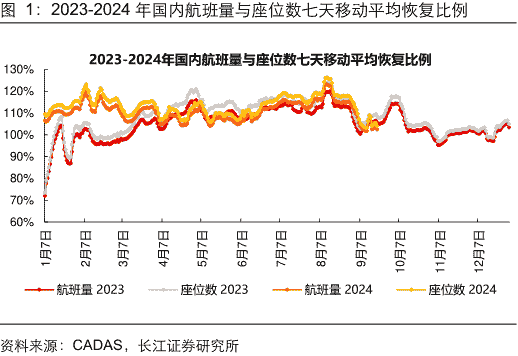 图 1：2023-2024 年国内航班量与座位数七天移动平均恢复比例
2023-2024年国内航班量与座位数七天移动平均恢复比例
130%
120%
110%
100%
90%
80%
70%
60%
1月7日 2月7日 3月7日 4月7日 5月7日 6月7日 7月7日 8月7日 9月7日 10月7日 11月7日 12月7日
航班量 2023 座位数 2023 航班量 2024 座位数 2024
资料来源：CADAS，长江证券研究所